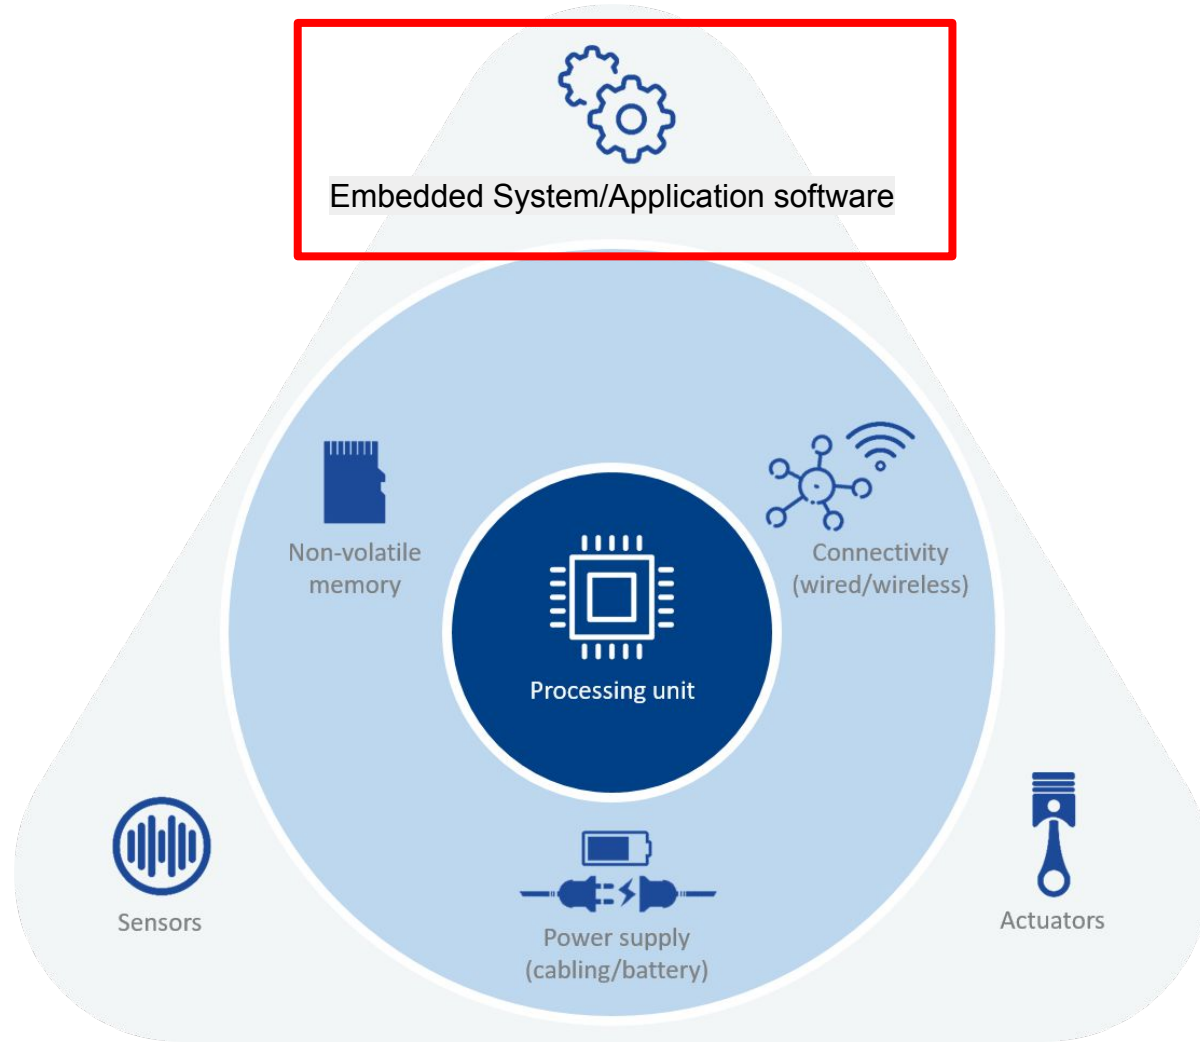 Embedded System/Application software
Non-volatile
memory
Connectivity
(wired/wireless)
Processing unit
Sensors
Power supply
(cabling/battery)
Actuators